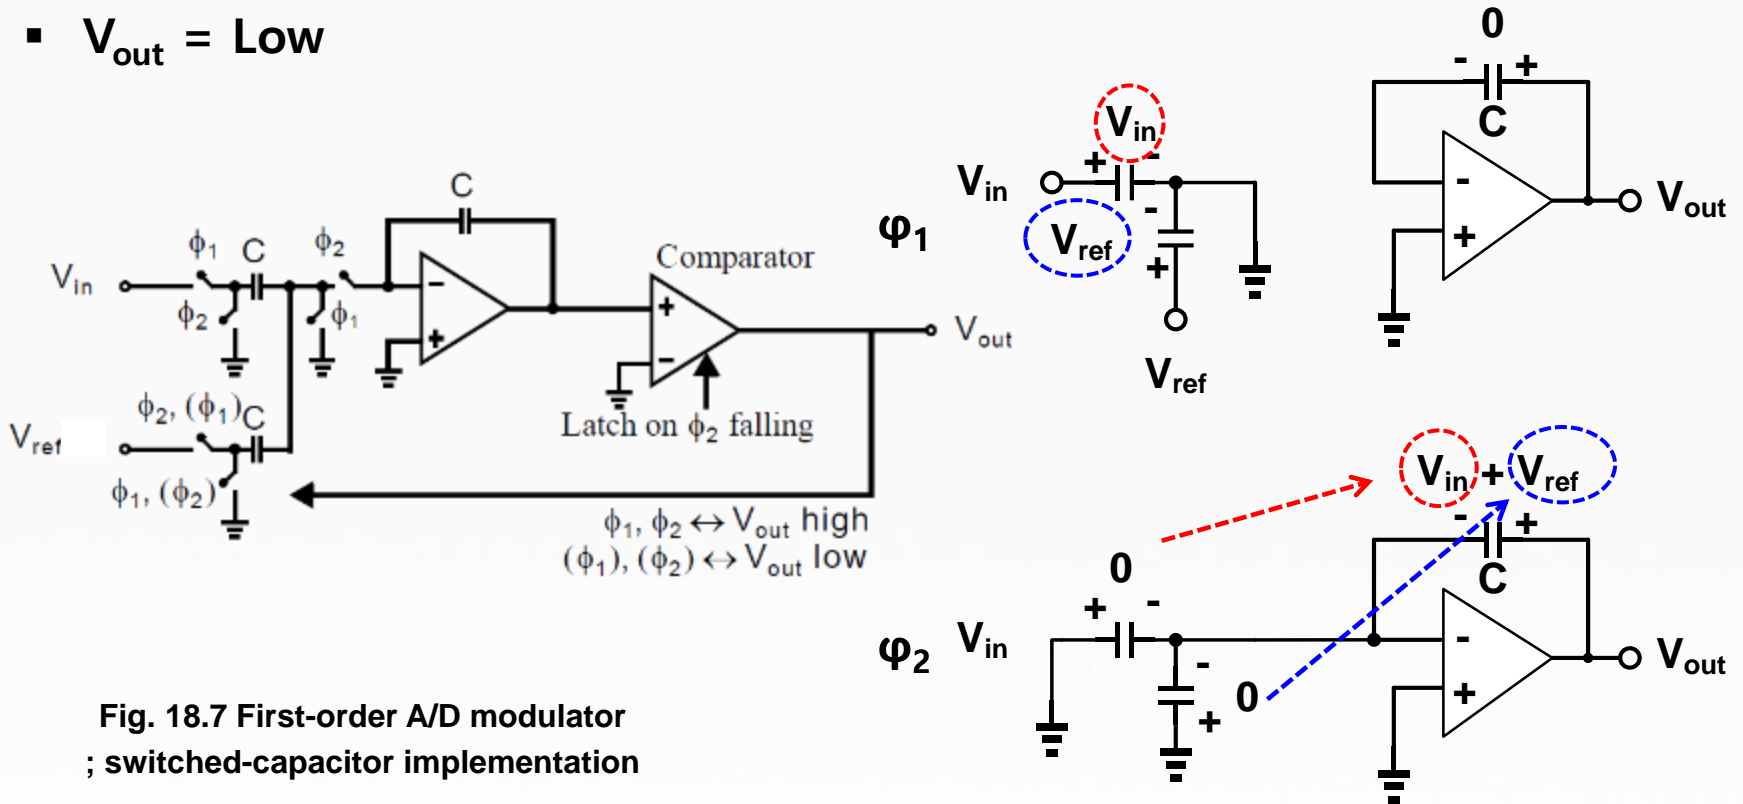 ▪ Vout = Low
C
ϕ1 C ϕ2
Vin
ϕ2
ϕ1
-
+
Comparator
+
-
Vout
Latch on ϕ2 falling
ϕ2, (ϕ1) C
Vref
ϕ1, (ϕ2)
ϕ1, ϕ2 ↔ Vout high
(ϕ1), (ϕ2) ↔ Vout low
Fig. 18.7 First-order A/D modulator
; switched-capacitor implementation
φ1
Vin
Vin
+ -
Vref
-
+
Vref
0
- +
C
-
+
Vout
φ2
Vin
0
+ -
-
+
0
Vin + Vref
- +
C
-
+
Vout